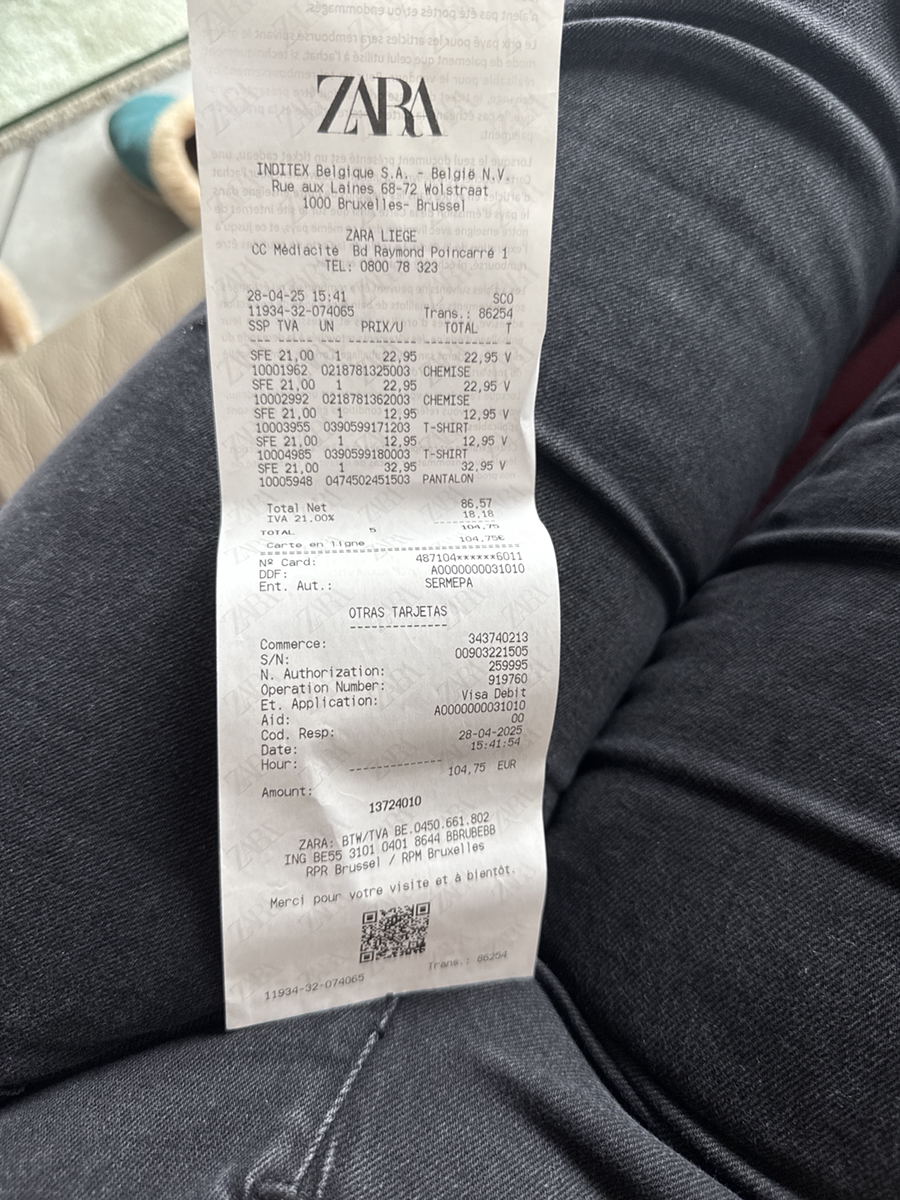 ZARA
INDITEX Belgique S.A. - België N.V.
Rue aux Laines 68-72 Wolstraat
1000 Bruxelles- Brussel
ZARA LIEGE
CC Médiacité Bd Raymond Poincarré 1
TEL: 0800 78 323
28-04-25 15:41 SCO
11934-32-074065 Trans.: 86254
SSP TVA UN PRIX/U TOTAL T
SFE 21,00 1 22,95 22,95 V
10001962 0218781325003 CHEMISE
SFE 21,00 1 22,95 22,95 V
10002992 0218781362003 CHEMISE
SFE 21,00 1 12,95 12,95 V
10003955 0390599171203 T-SHIRT
SFE 21,00 1 12,95 12,95 V
10004985 0390599180003 T-SHIRT
SFE 21,00 1 32,95 32,95 V
10005948 0474502451503 PANTALON
Total Net 86,57
IVA 21.00% 18.18
TOTAL 5 104,75
Carte en ligne 104,75€
Nº Card: 487104******6011
DDF: A0000000031010
Ent. Aut.: SERMEPA
OTRAS TARJETAS
Commerce: 343740213
S/N: 00903221505
N. Authorization: 259995
Operation Number: 919760
Et. Application: Visa Debit
Aid: A0000000031010
Cod. Resp: 00
Date: 28-04-2025
Hour: 15:41:54
Amount: 104,75 EUR
13724010
ZARA: BTW/TVA BE.0450.661.802
ING BE55 3101 0401 8644 BBRUBEBB
RPR Brussel / RPM Bruxelles
Merci pour votre visite et à bientôt.
11934-32-074065 Trans.: 86254